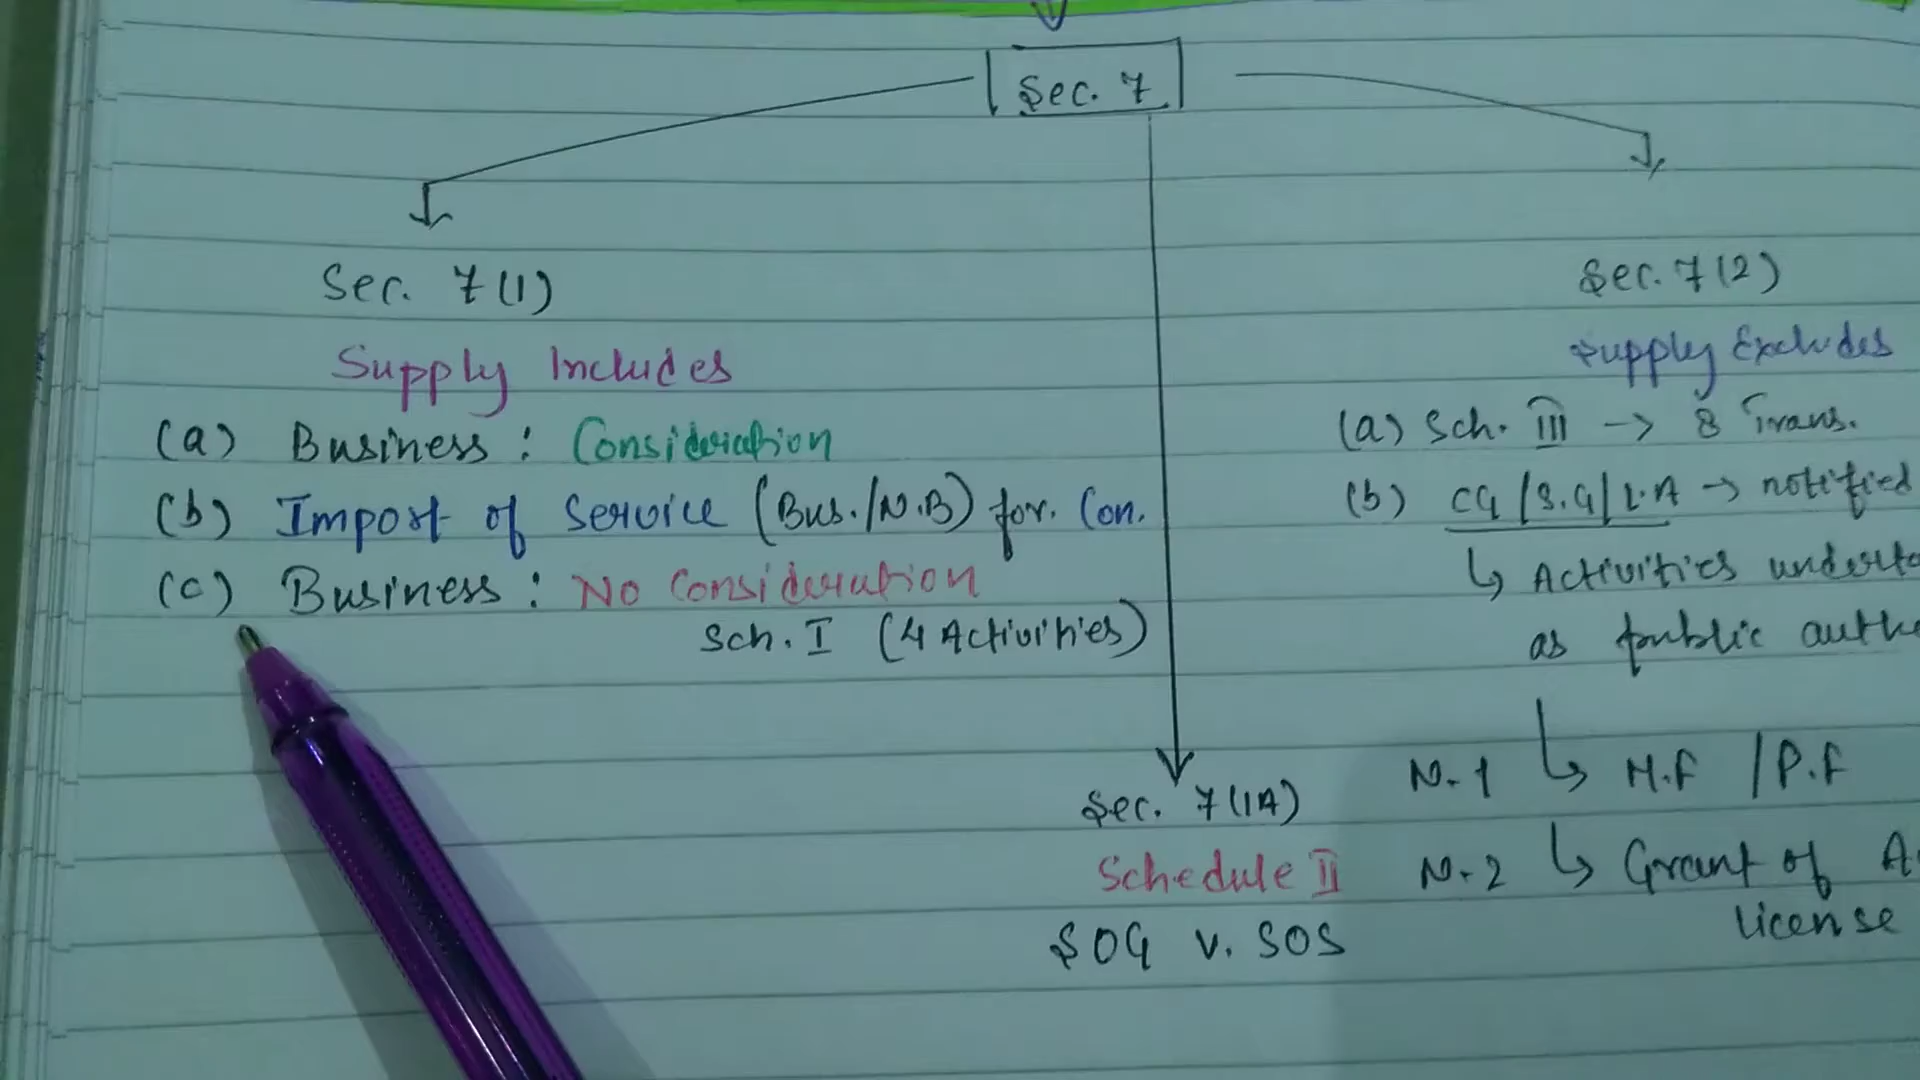 Sec. 7
Sec. 7(1)
Supply Includes
(a) Business : Consideration
(b) Import of Service (Bus./N.B) for. Con.
(c) Business : No Consideration
Sch. I (4 Activities)
Sec. 7(1A)
Schedule II
SOG v. SOS
Sec. 7(2)
Supply Excludes
(a) Sch. III -> 8 Trans.
(b) CG/S.G/L.A -> notified
↳ Activities
as public
N.1 ↳ M.F / P.F
N.2 ↳ Grant of
license